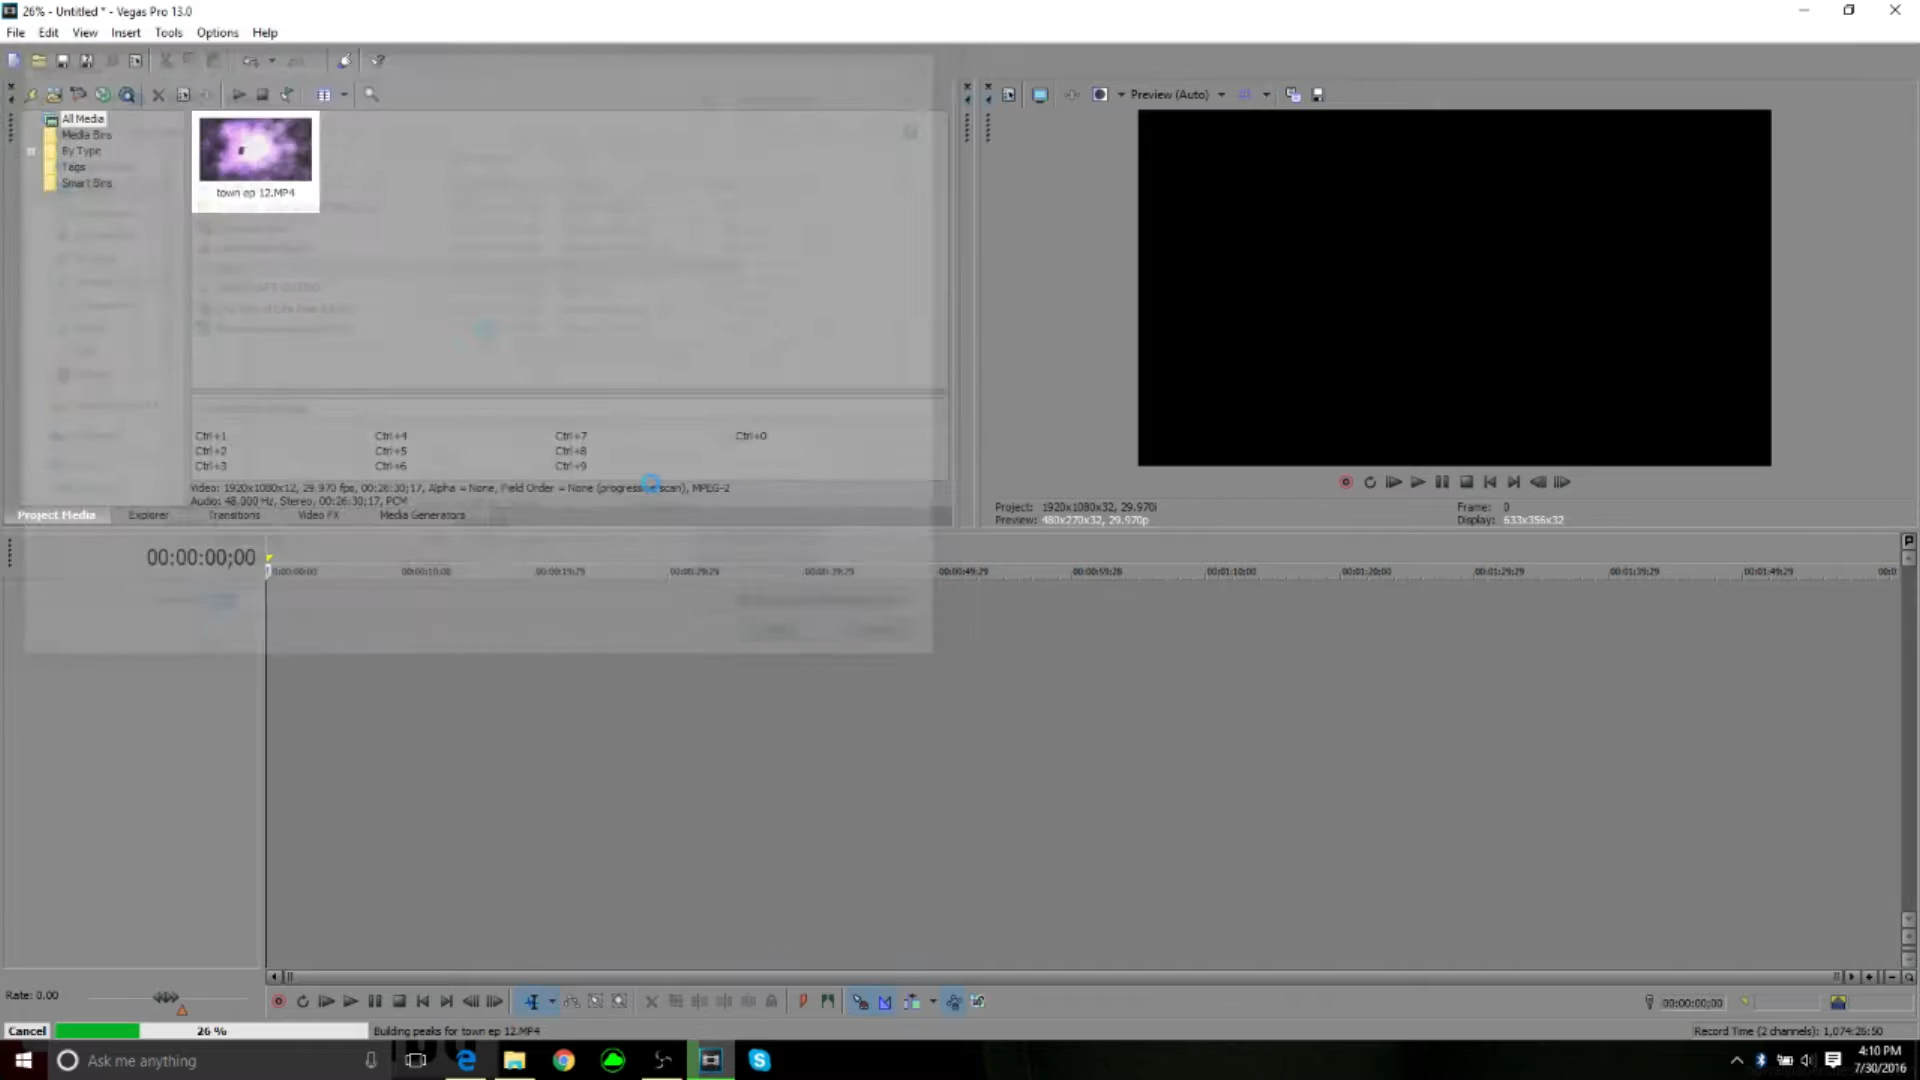 26% - Untitled * - Vegas Pro 13.0
File Edit View Insert Tools Options Help
Preview (Auto)
All Media
Media Bins
By Type
Tags
Smart Bins
town ep 12.MP4
Ctrl+1 Ctrl+4 Ctrl+7 Ctrl+0
Ctrl+2 Ctrl+5 Ctrl+8
Ctrl+3 Ctrl+6 Ctrl+9
Video: 1920x1080x12, 29.970 fps, 00:26:30;17, Alpha = None, Field Order = None (progressive scan), MPEG-2
Audio: 48,000 Hz, Stereo, 00:26:30;17, PCM
Project Media Explorer Transitions Video FX Media Generators
Project: 1920x1080x32, 29.970i Frame: 0
Preview: 480x270x32, 29.970p Display: 633x356x32
00:00:00;00
00:00:00;00 00:00:10;00 00:00:19;29 00:00:29;29 00:00:39;29 00:00:49;29 00:00:59;28 00:01:10;00 00:01:20;00 00:01:29;29 00:01:39;29 00:01:49;29 00:0
Rate: 0.00
00:00:00;00
Cancel 26 % Building peaks for town ep 12.MP4 Record Time (2 channels): 1,074:26:50
Ask me anything
4:10 PM
7/30/2016